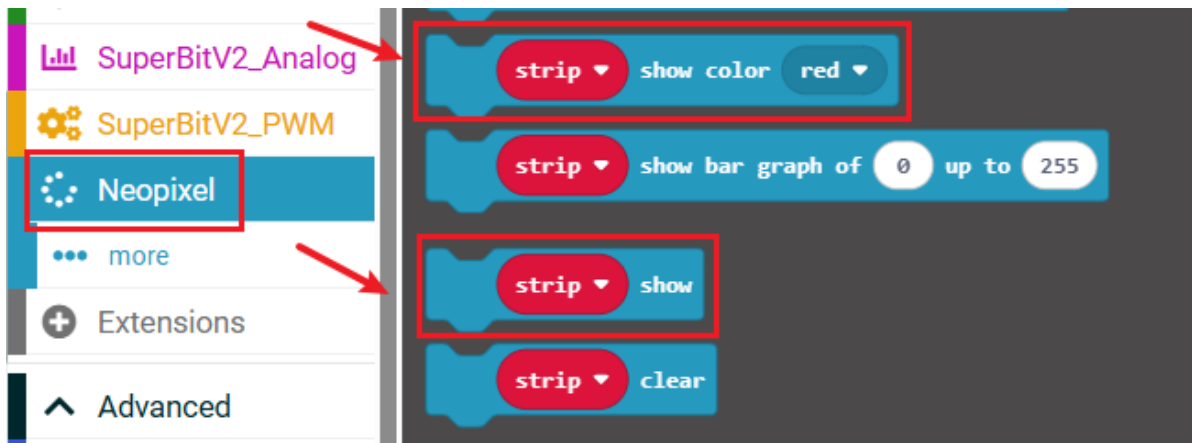 SuperBitV2_Analog
SuperBitV2_PWM
Neopixel
more
Extensions
Advanced
strip show color red
strip show bar graph of 0 up to 255
strip show
strip clear